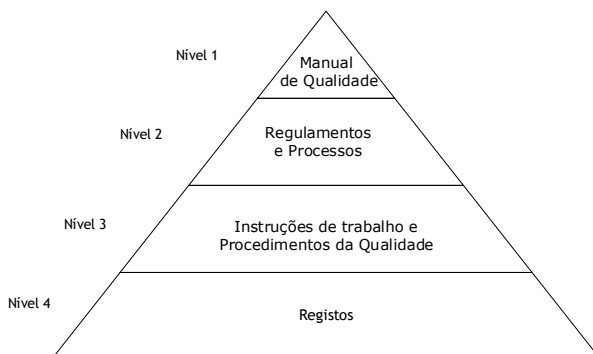 Nível 1
Manual
de Qualidade
Nível 2
Regulamentos
e Processos
Nível 3
Instruções de trabalho e
Procedimentos da Qualidade
Nível 4
Registos